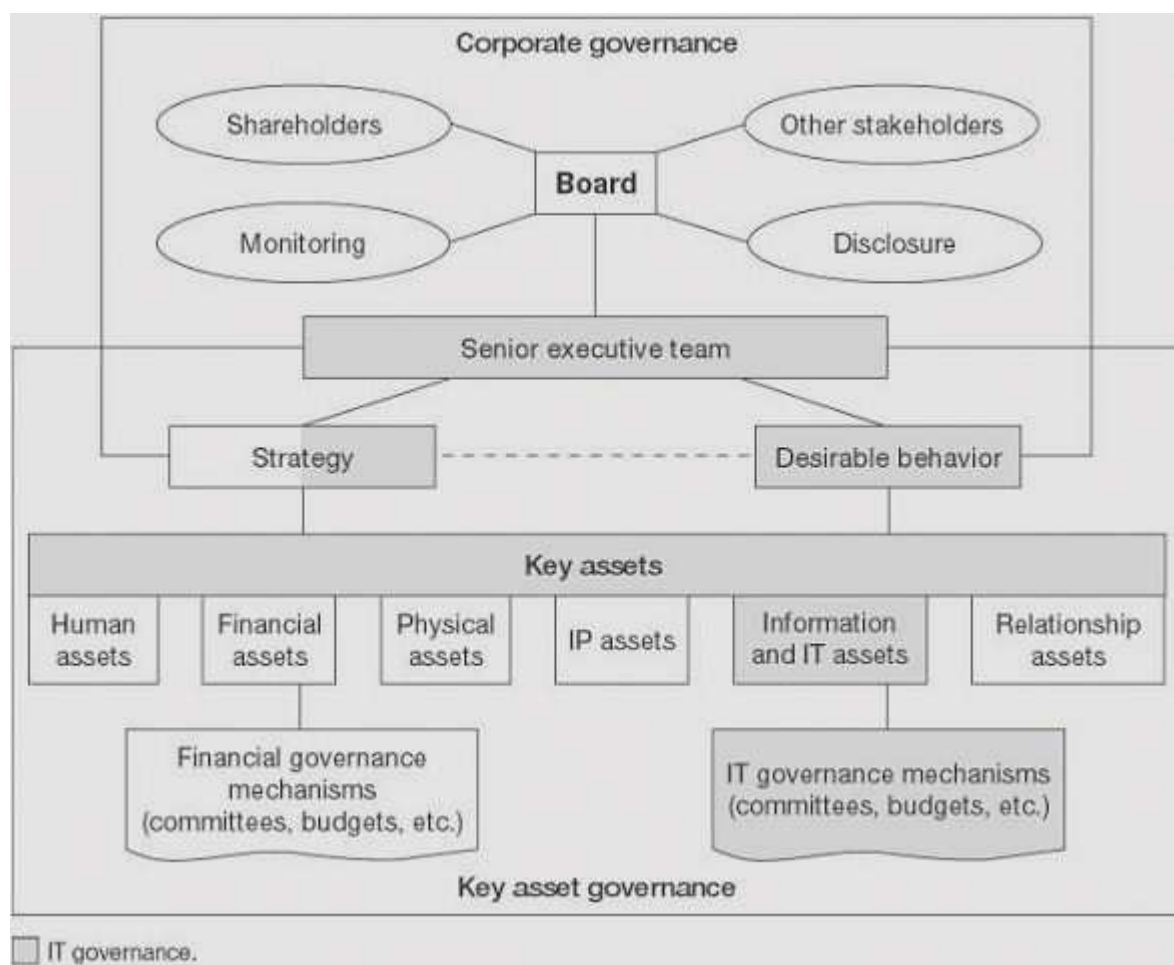 Corporate governance
Shareholders
Other stakeholders
Board
Monitoring
Disclosure
Senior executive team
Strategy
Desirable behavior
Key assets
Human
assets
Financial
assets
Physical
assets
IP assets
Information
and IT assets
Relationship
assets
Financial governance
mechanisms
(committees, budgets, etc.)
IT governance mechanisms
(committees, budgets, etc.)
Key asset governance
IT governance.